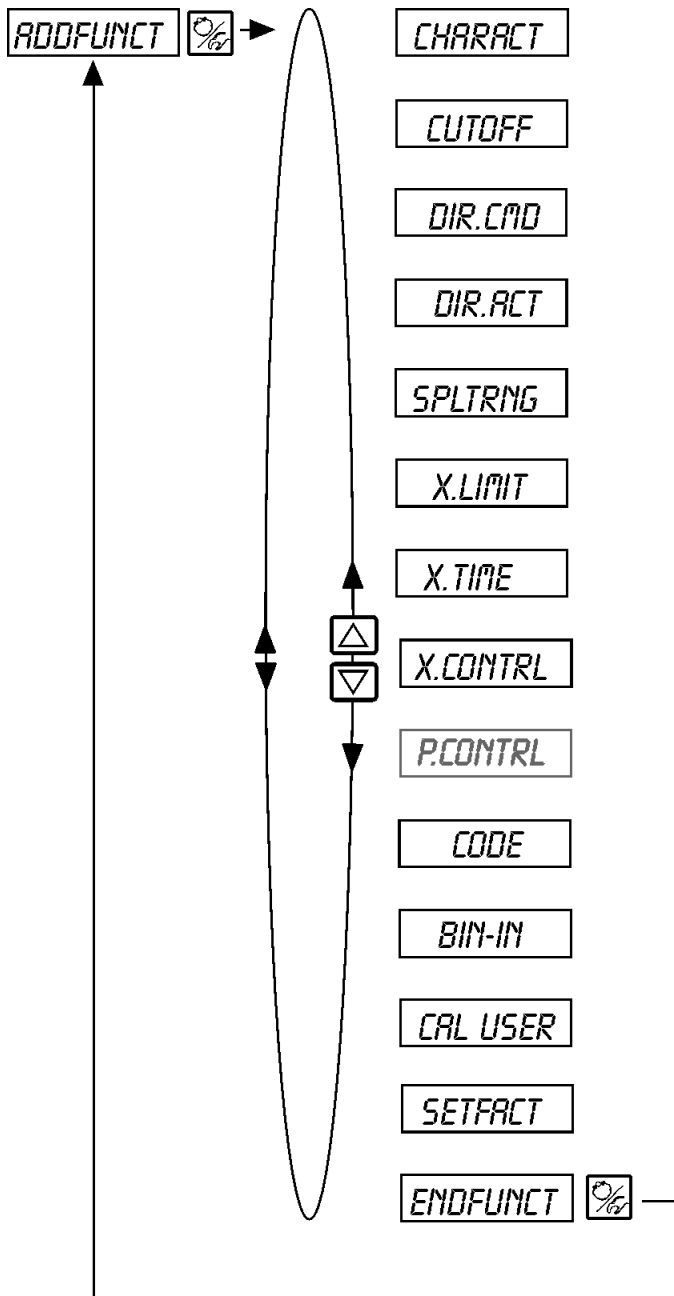 ADDFUNCT
CHARACT
CUTOFF
DIR.CMD
DIR.ACT
SPLTRNG
X.LIMIT
X.TIME
X.CONTRL
P.CONTRL
CODE
BIN-IN
CAL USER
SETFACT
ENDFUNCT